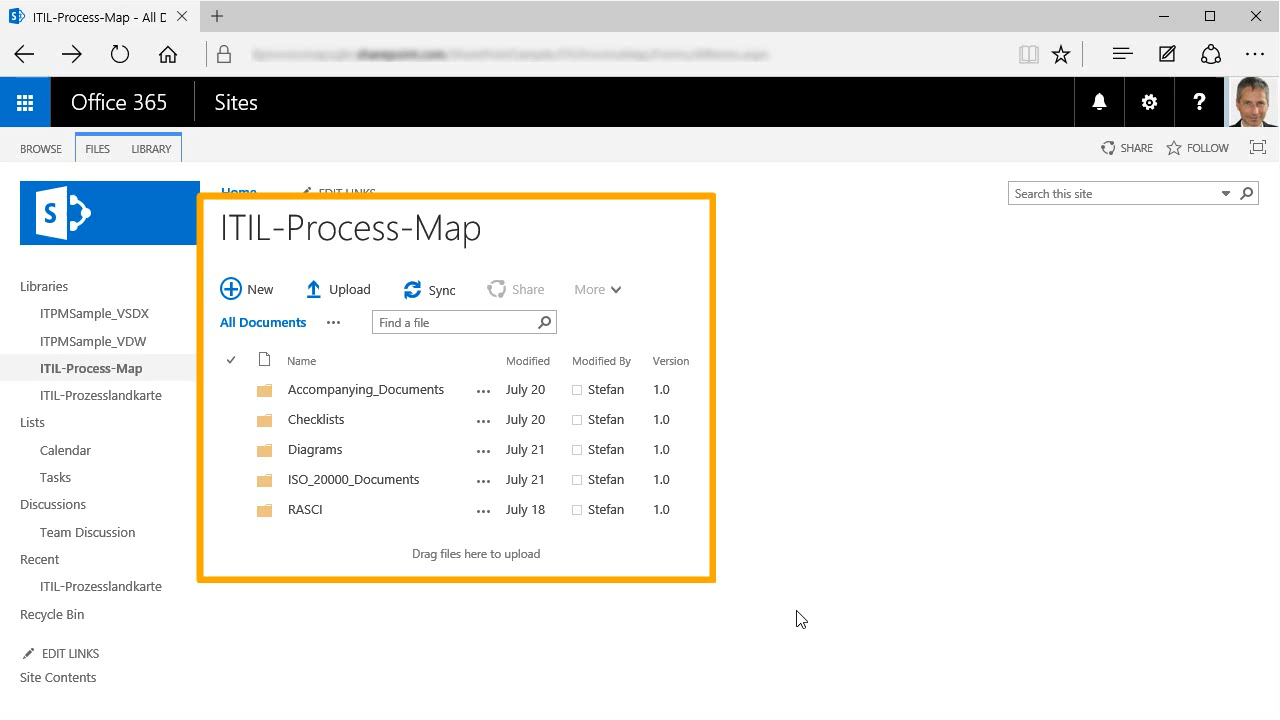 ITIL-Process-Map - All D
Office 365 Sites
BROWSE FILES LIBRARY SHARE FOLLOW
Home EDIT LINKS Search this site
S
ITIL-Process-Map
New Upload Sync Share More
All Documents ... Find a file
Name Modified Modified By Version
Accompanying_Documents ... July 20 Stefan 1.0
Checklists ... July 20 Stefan 1.0
Diagrams ... July 21 Stefan 1.0
ISO_20000_Documents ... July 21 Stefan 1.0
RASCI ... July 18 Stefan 1.0
Drag files here to upload
Libraries
ITPMSample_VSDX
ITPMSample_VDW
ITIL-Process-Map
ITIL-Prozesslandkarte
Lists
Calendar
Tasks
Discussions
Team Discussion
Recent
ITIL-Prozesslandkarte
Recycle Bin
EDIT LINKS
Site Contents